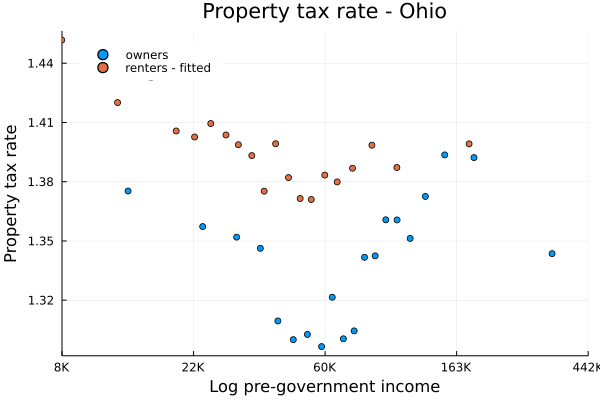 Property tax rate - Ohio
owners
renters - fitted
1.44
1.41
1.38
1.35
1.32
Property tax rate
8K 22K 60K 163K 442K
Log pre-government income